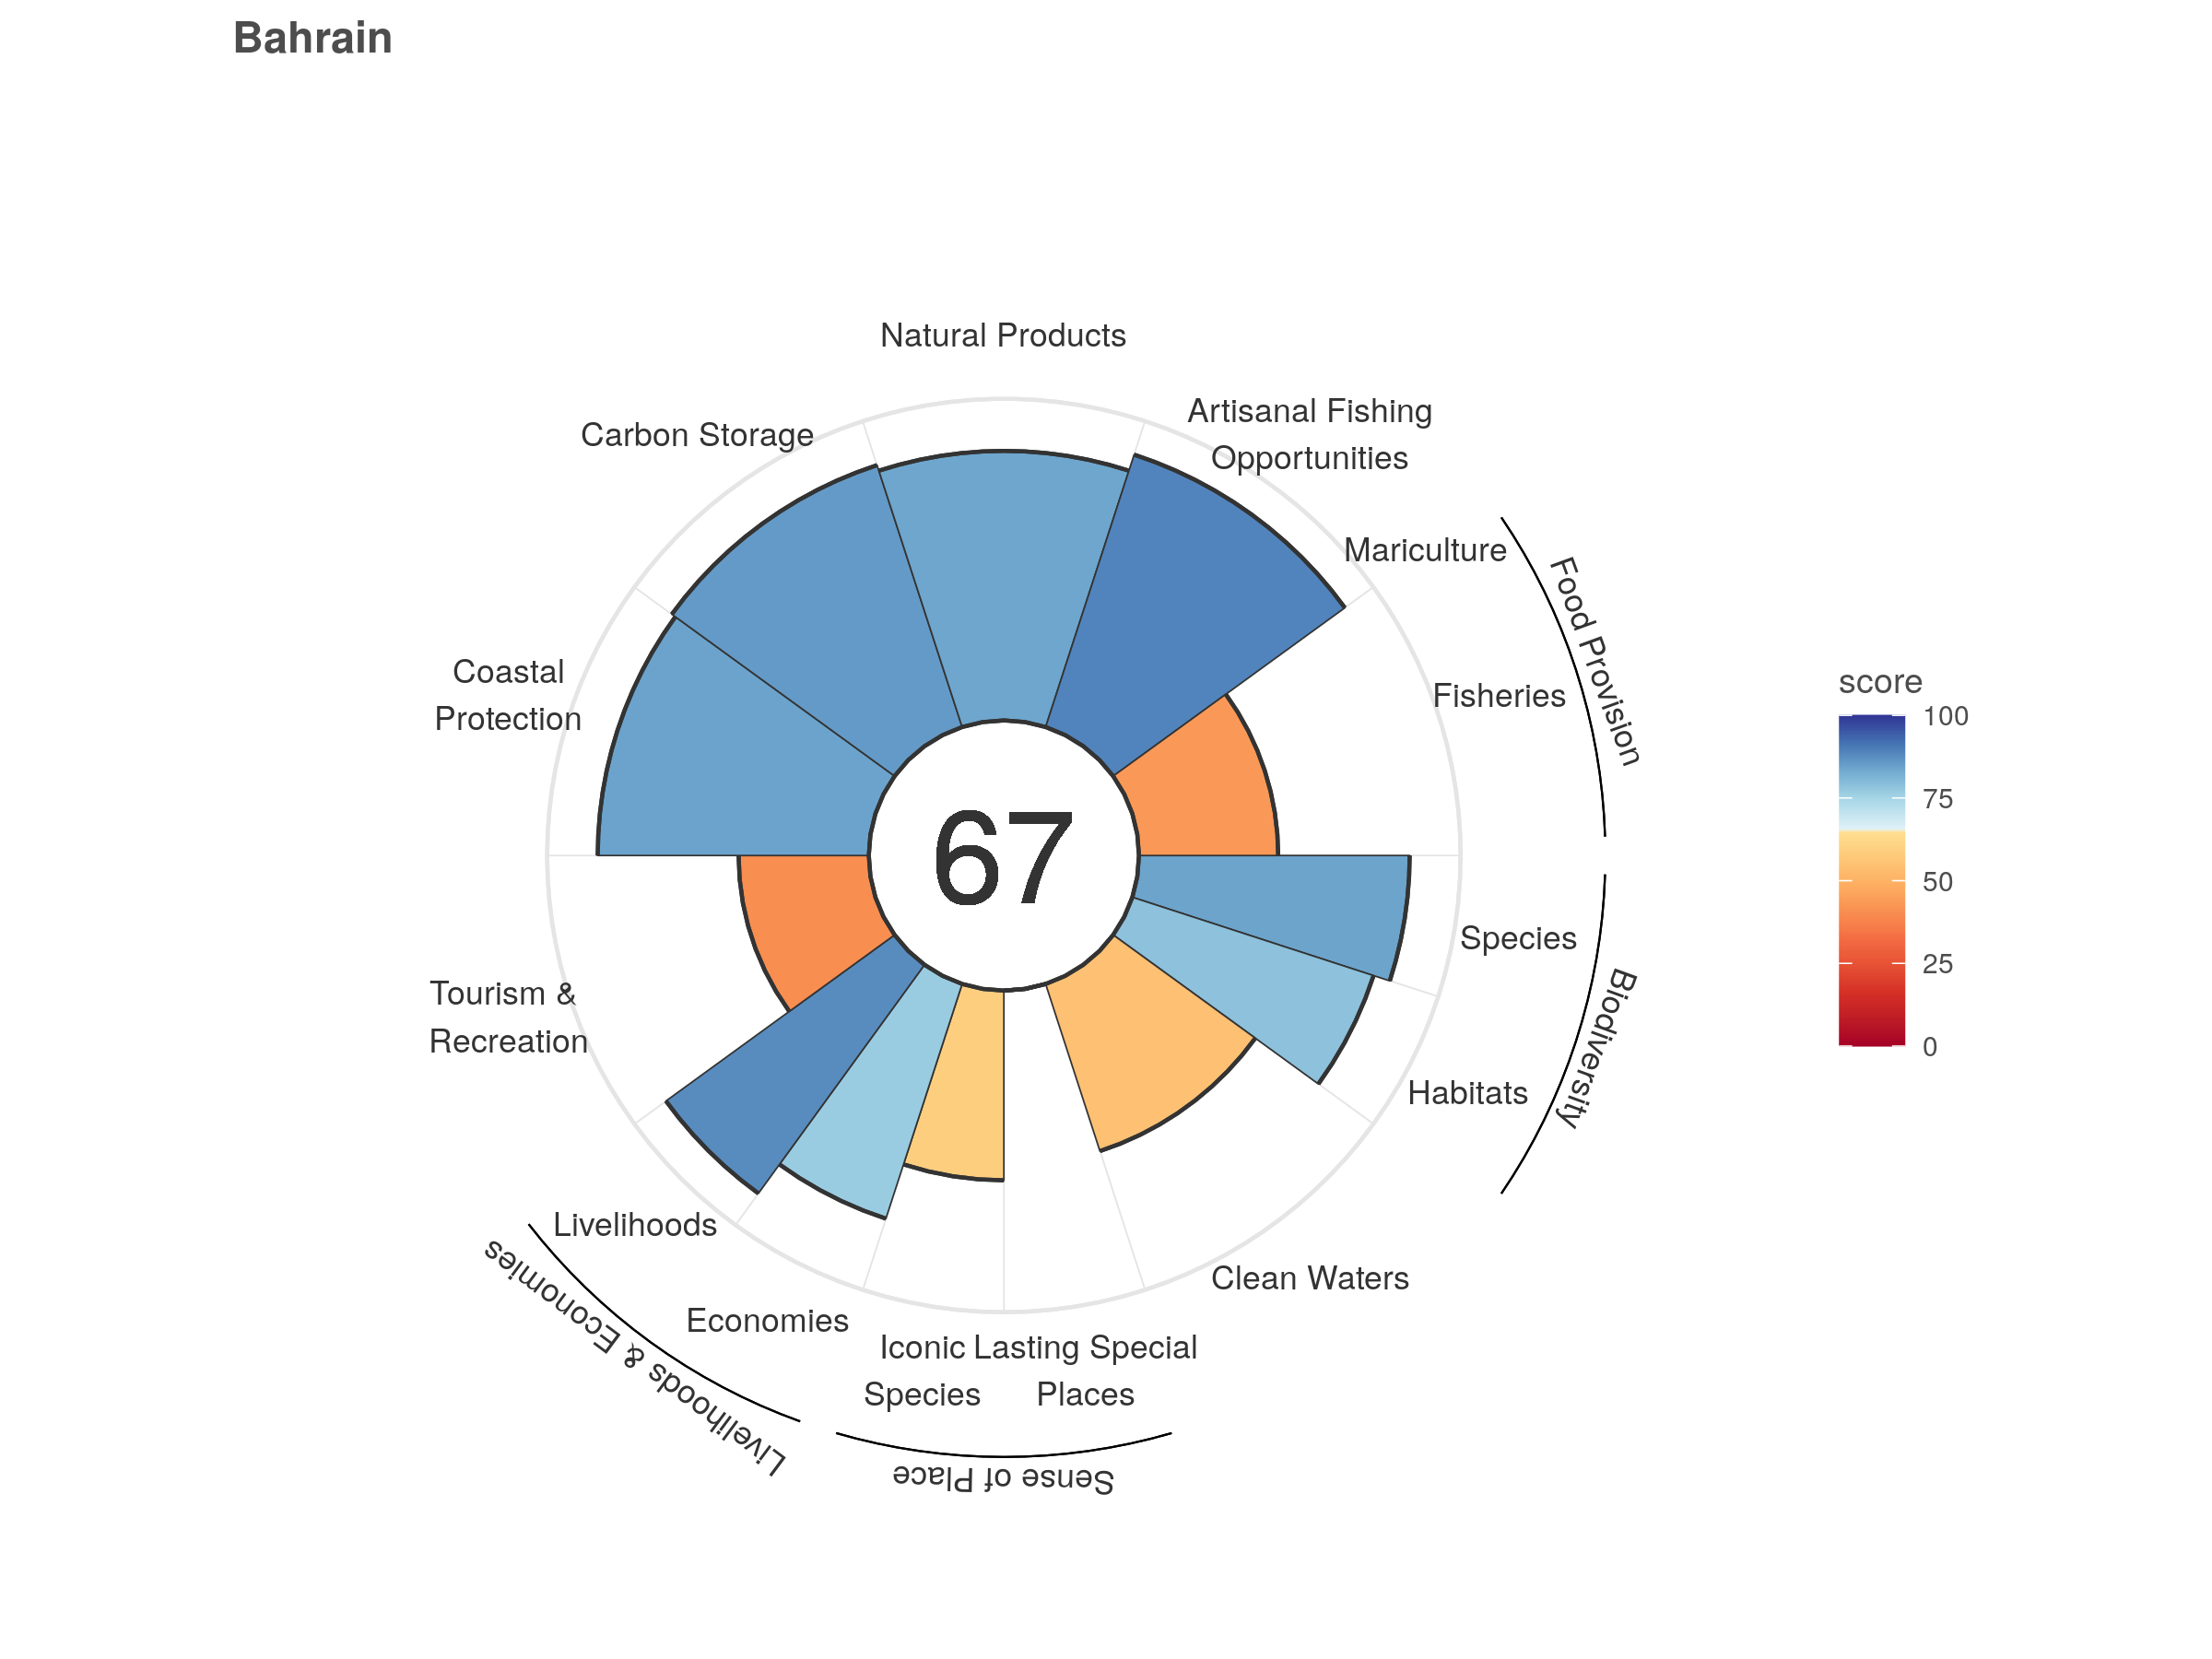 Bahrain
Natural Products
Artisanal Fishing
Opportunities
Carbon Storage
Mariculture
Food Provision
Fisheries
Coastal
Protection
score
100
75
50
25
0
67
Species
Biodiversity
Habitats
Tourism &
Recreation
Livelihoods
Livelihoods & Economies
Economies
Clean Waters
Iconic
Species
Lasting Special
Places
Sense of Place